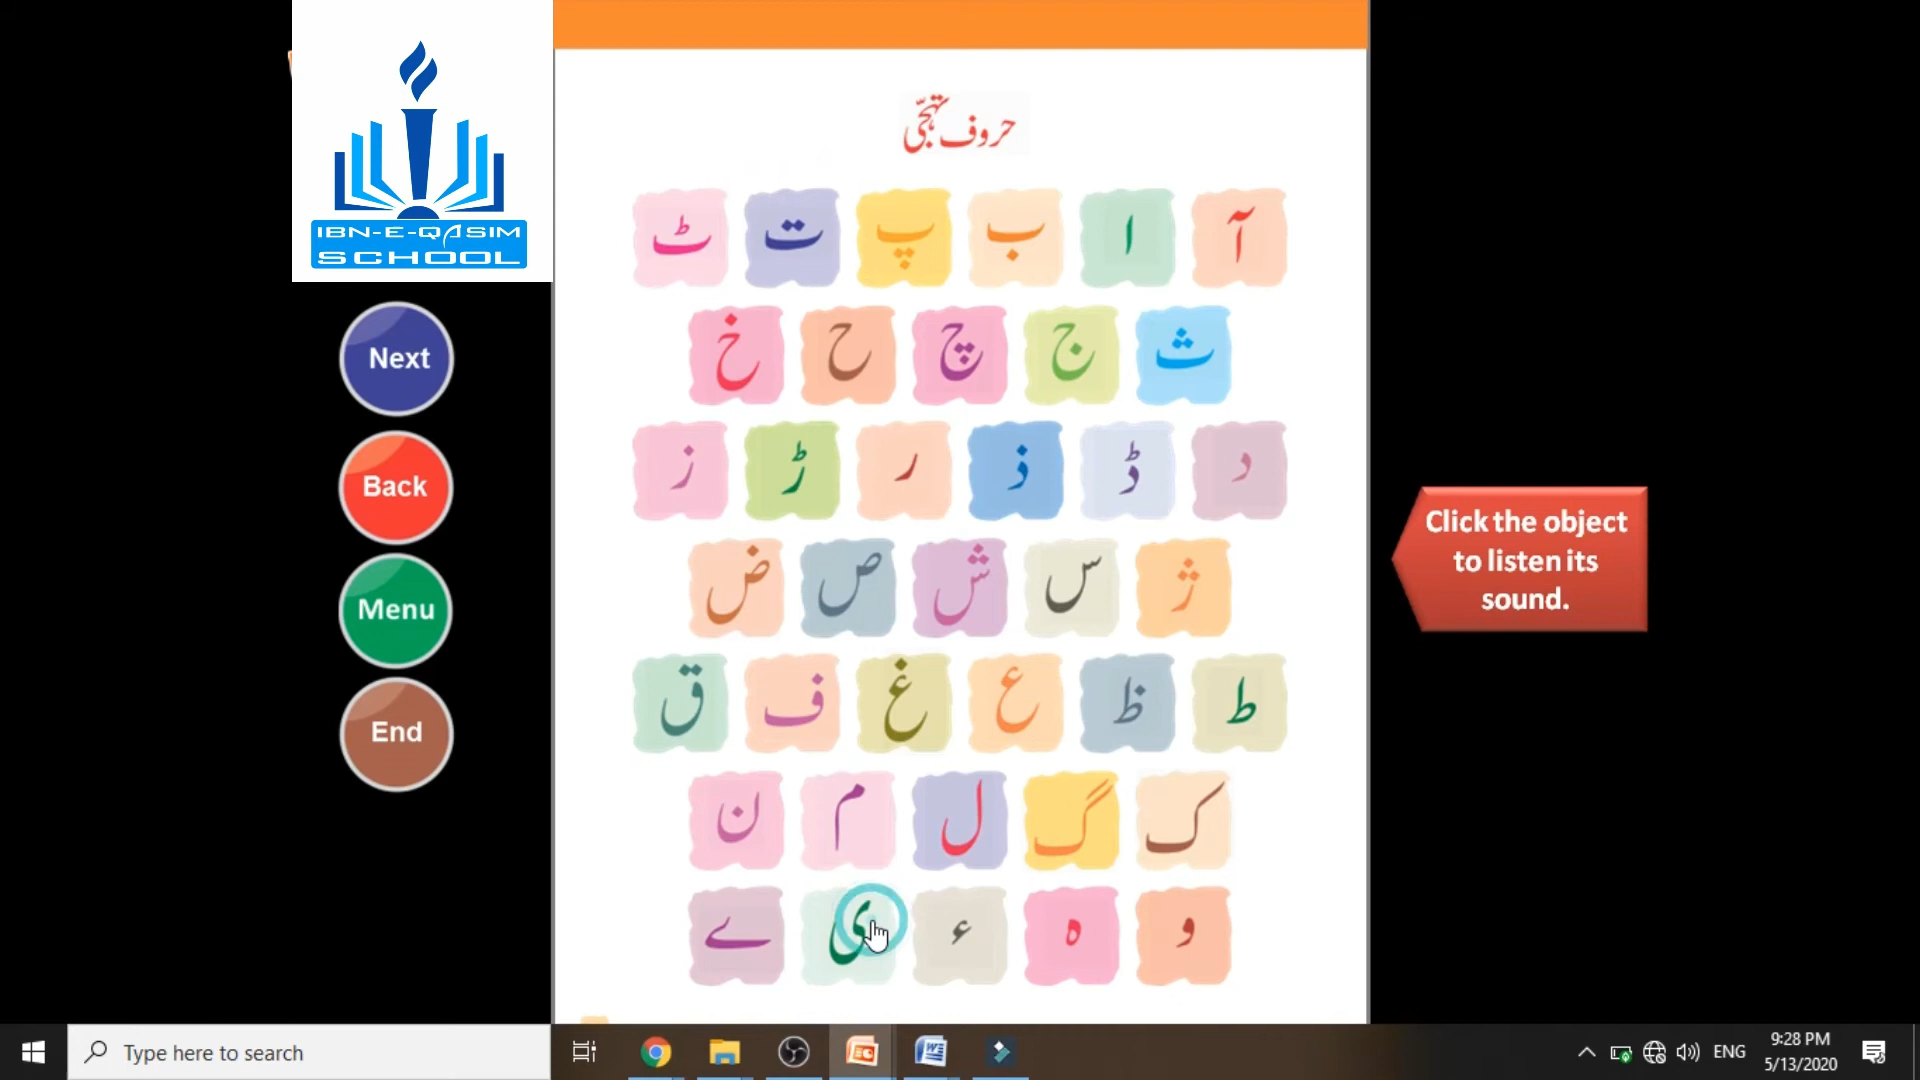 IBN-E-QASIM
SCHOOL
Next
Back
Menu
End
حروف تہجّی
آ ا ب پ ت ٹ
ث ج چ ح خ
د ڈ ذ ر ڑ ز
ژ س ش ص ض
ط ظ ع غ ف ق
ک گ ل م ن
و ہ ء ی ے
Click the object
to listen its
sound.
Type here to search
ENG
9:28 PM
5/13/2020